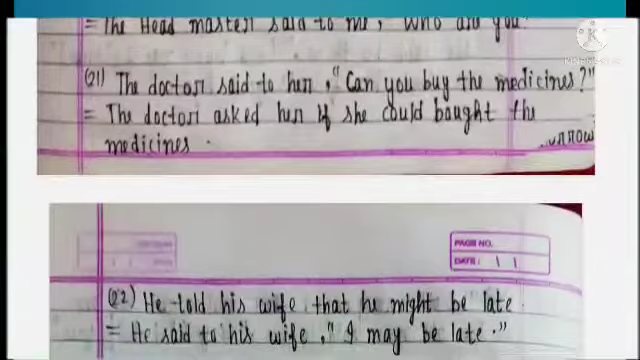 = The Head master said to me, Who are you?
(21) The doctor said to her, "Can you buy the medicines?"
= The doctor asked her if she could bought the
medicines.
PAGE NO.
DATE:
(22) He told his wife that he might be late.
= He said to his wife, "I may be late."